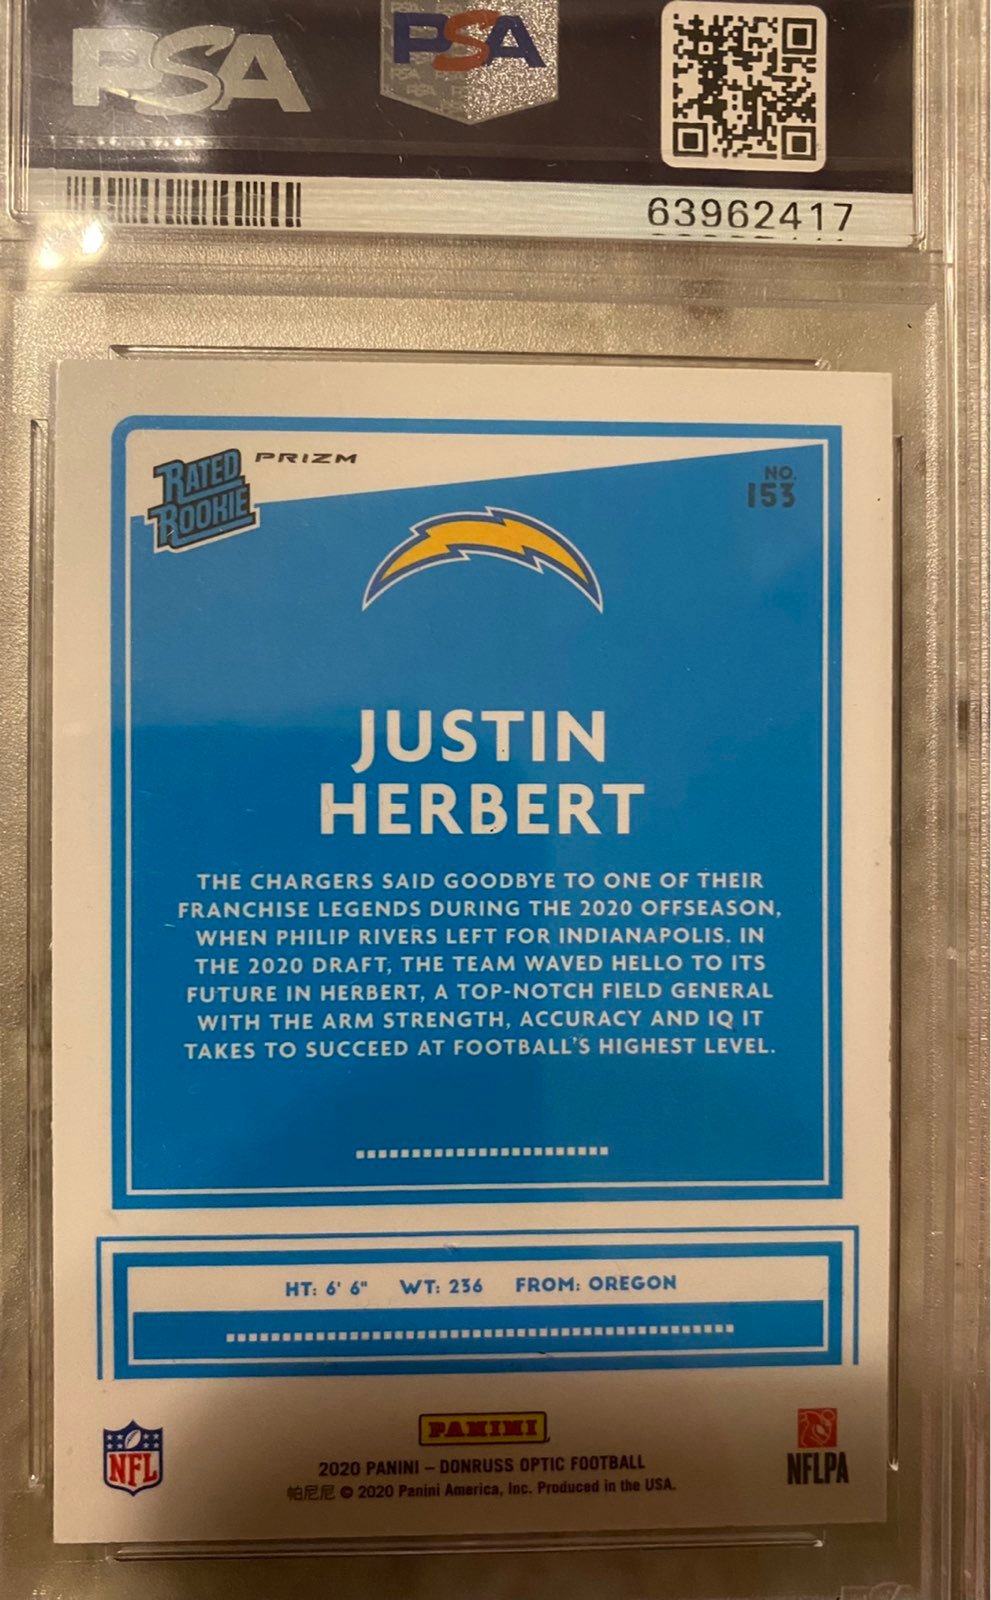 PSA
PSA
63962417
RATED
ROOKIE
PRIZM
NO.
153
JUSTIN
HERBERT
THE CHARGERS SAID GOODBYE TO ONE OF THEIR
FRANCHISE LEGENDS DURING THE 2020 OFFSEASON,
WHEN PHILIP RIVERS LEFT FOR INDIANAPOLIS. IN
THE 2020 DRAFT, THE TEAM WAVED HELLO TO ITS
FUTURE IN HERBERT, A TOP-NOTCH FIELD GENERAL
WITH THE ARM STRENGTH, ACCURACY AND IQ IT
TAKES TO SUCCEED AT FOOTBALL'S HIGHEST LEVEL.
HT: 6' 6" WT: 236 FROM: OREGON
NFL
PANINI
2020 PANINI – DONRUSS OPTIC FOOTBALL
帕尼尼 © 2020 Panini America, Inc. Produced in the USA.
NFLPA